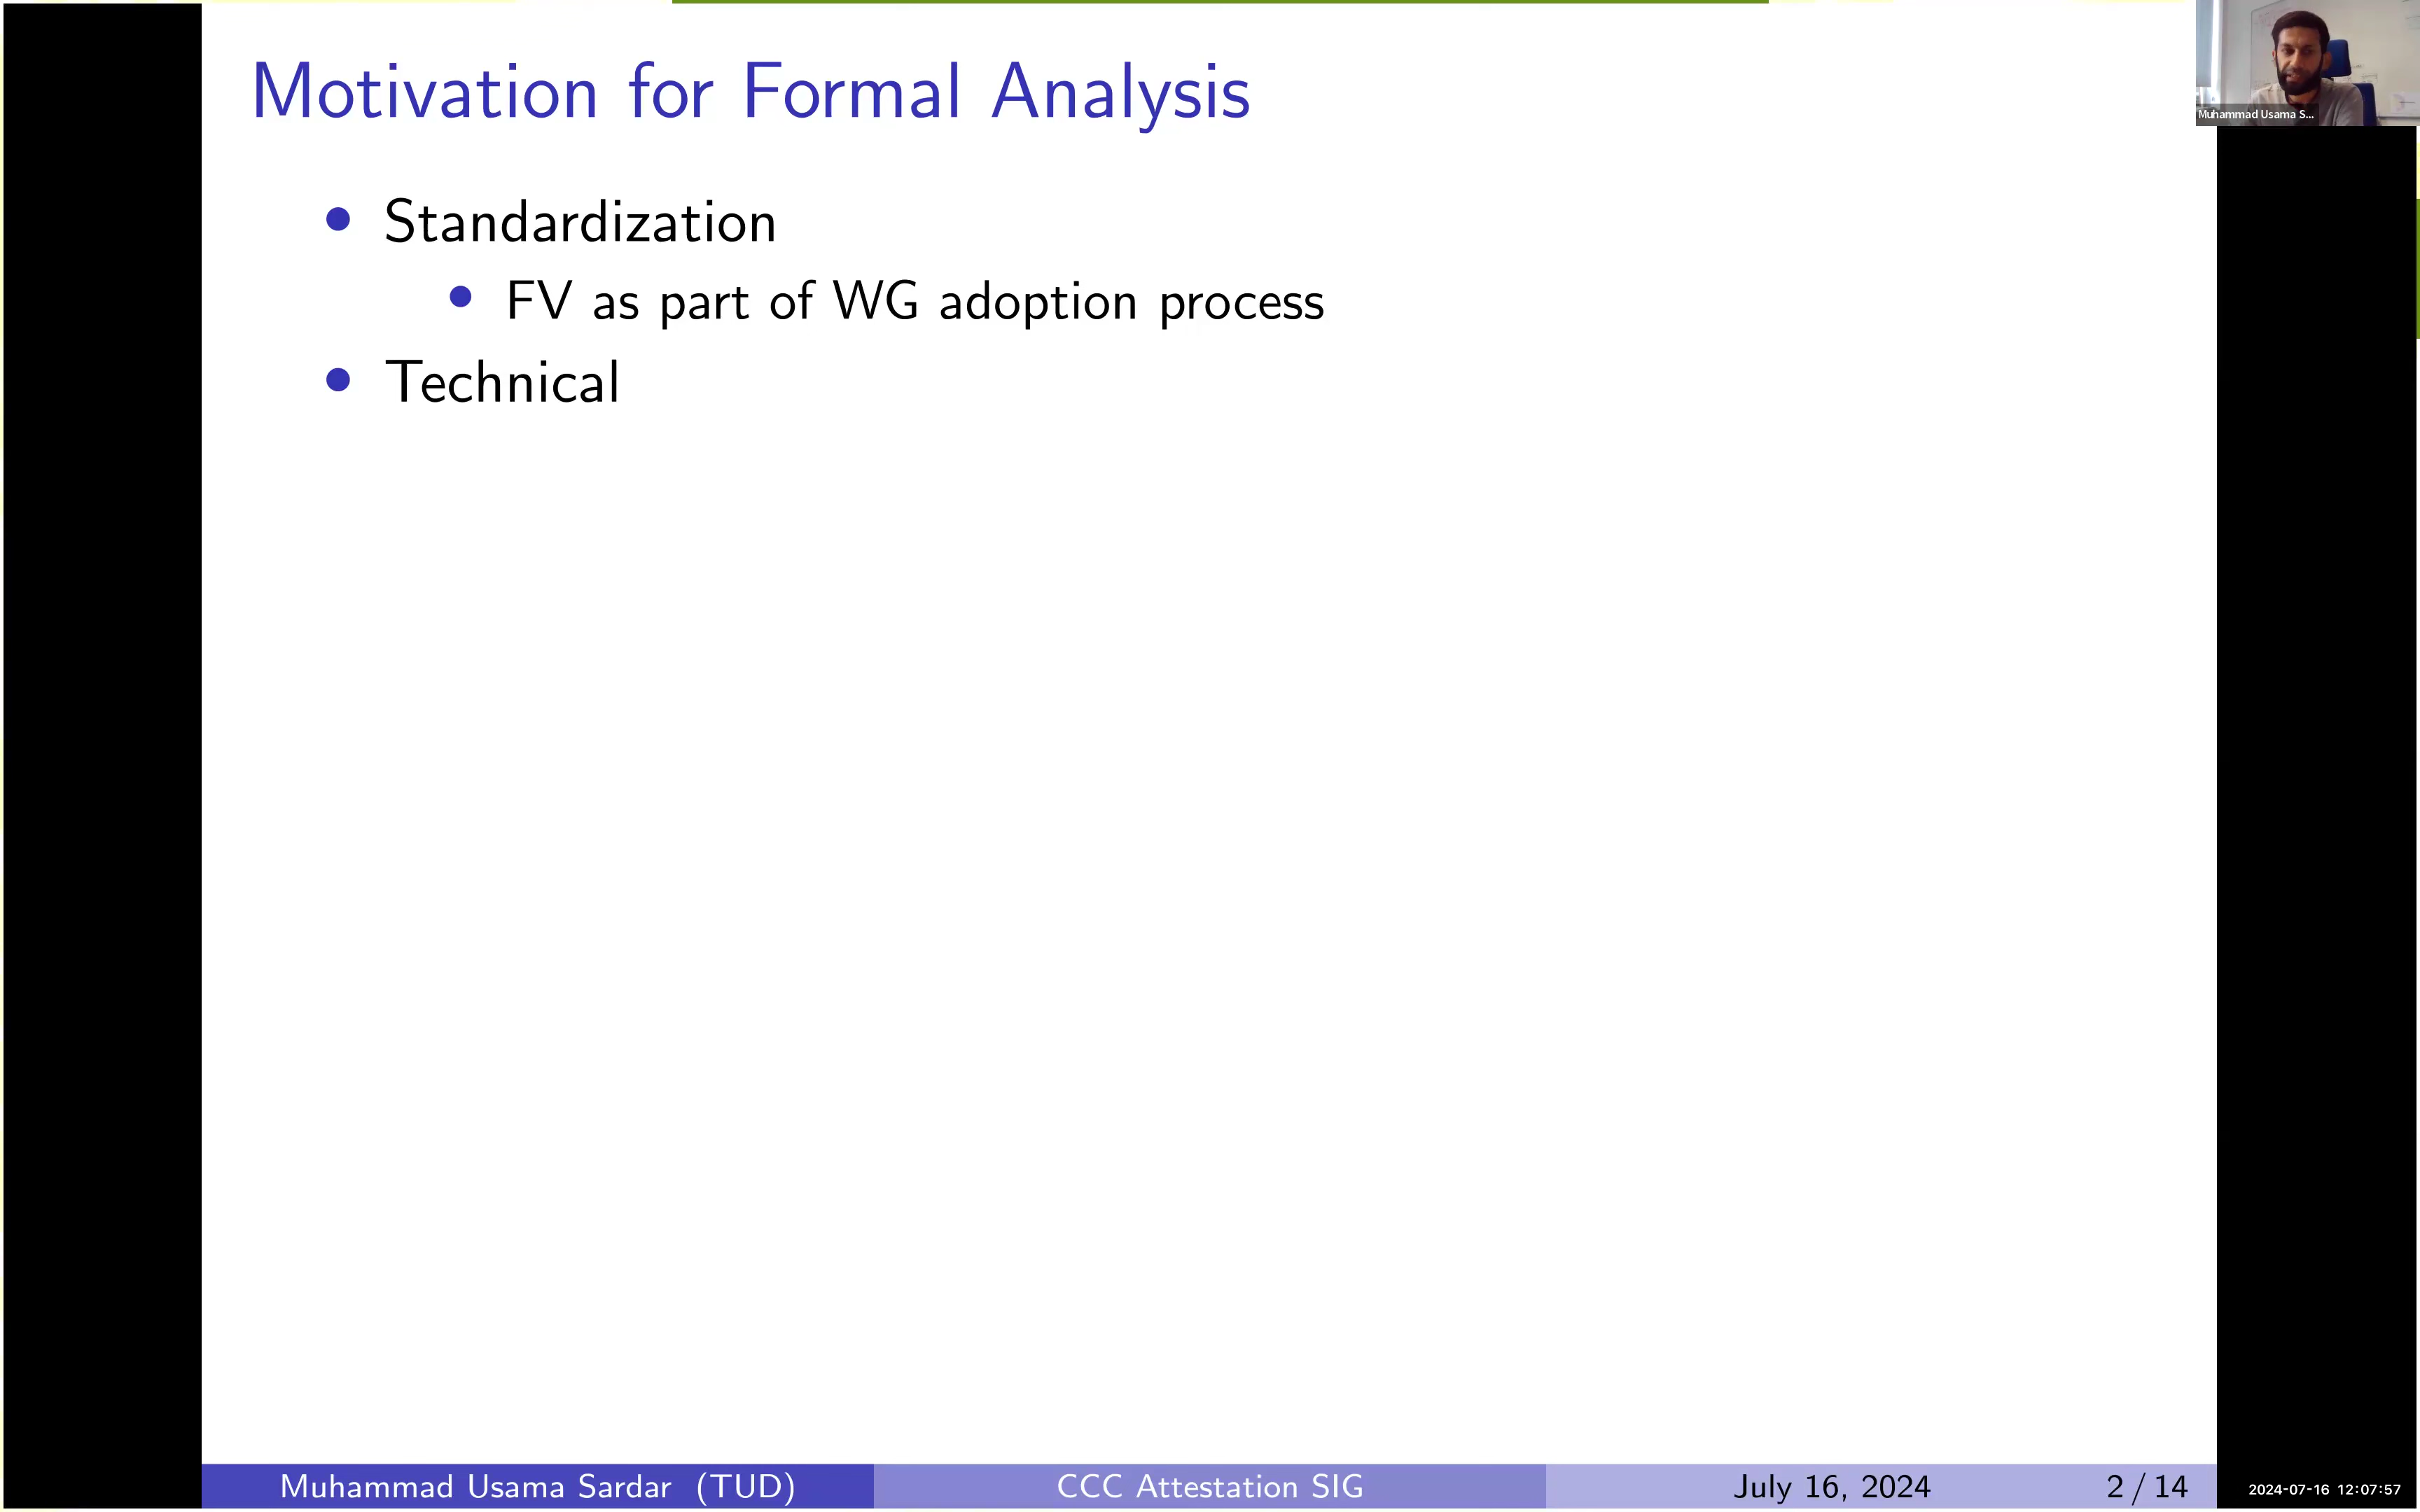 Motivation for Formal Analysis
Muhammad Usama S...
Standardization
FV as part of WG adoption process
Technical
Muhammad Usama Sardar (TUD)
CCC Attestation SIG
July 16, 2024
2 / 14
2024-07-16 12:07:57